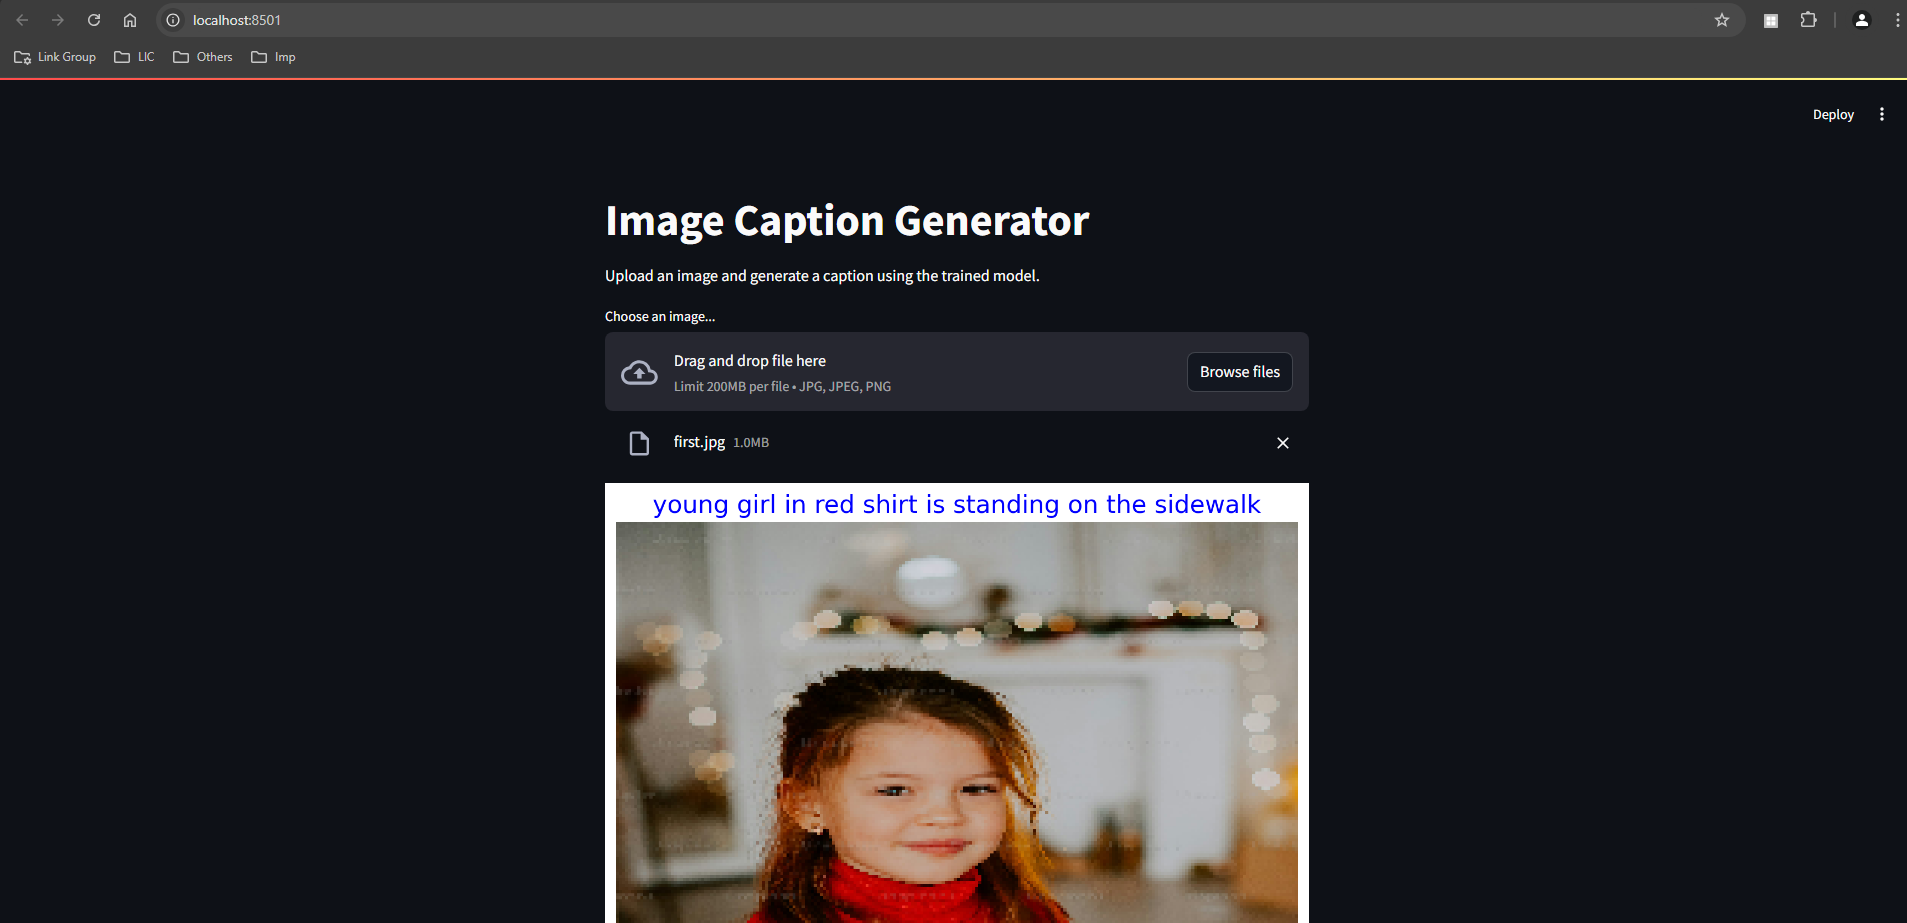 localhost:8501
Link Group LIC Others Imp
Deploy
Image Caption Generator
Upload an image and generate a caption using the trained model.
Choose an image...
Drag and drop file here
Limit 200MB per file • JPG, JPEG, PNG
Browse files
first.jpg 1.0MB
young girl in red shirt is standing on the sidewalk